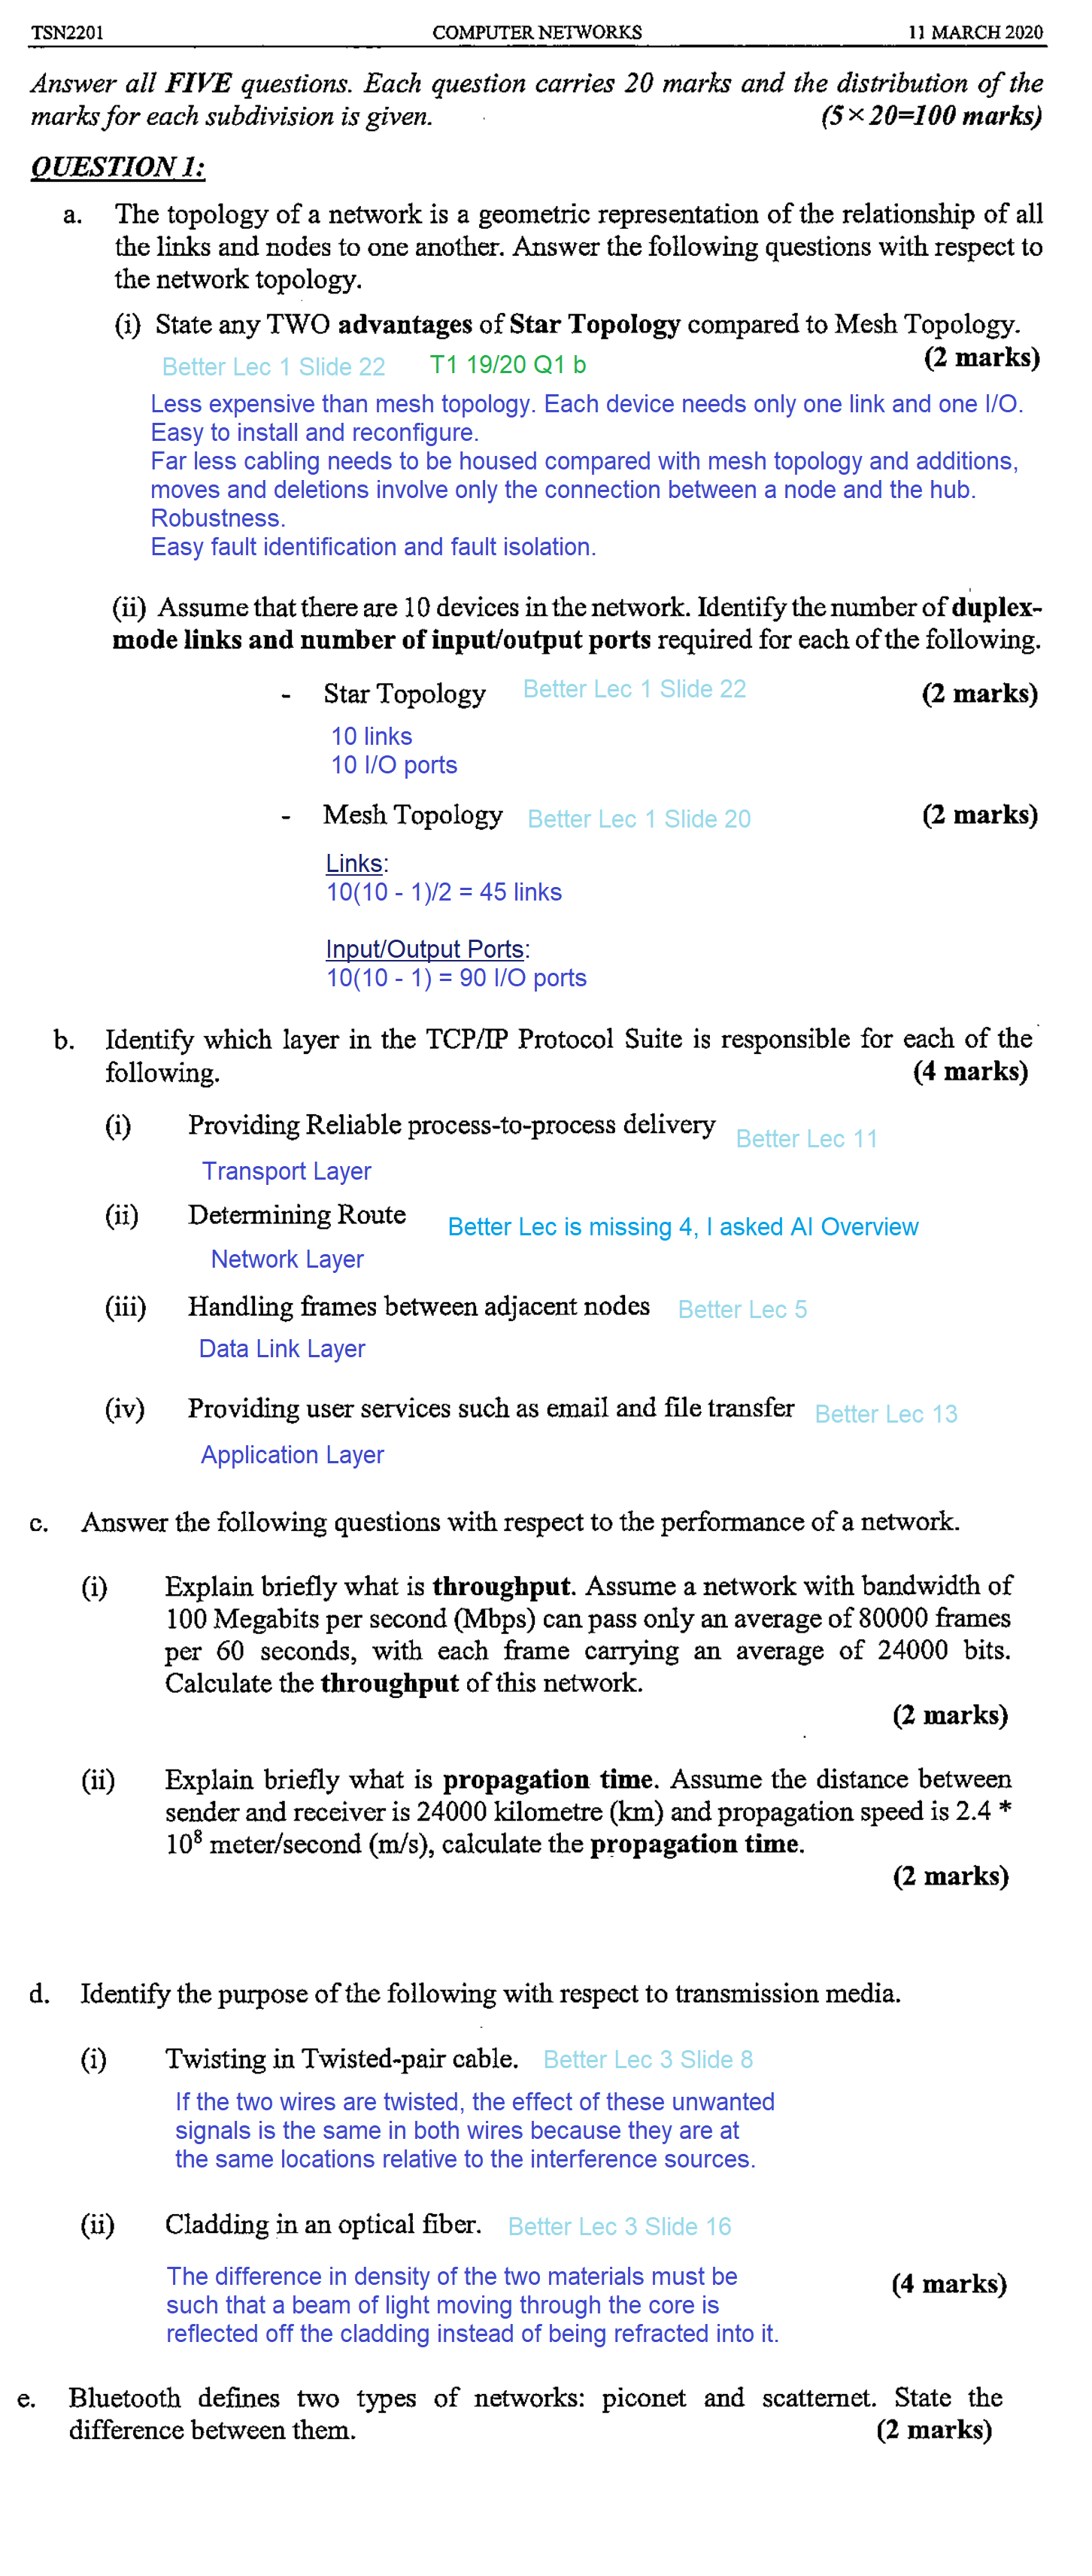 TSN2201 COMPUTER NETWORKS 11 MARCH 2020
Answer all FIVE questions. Each question carries 20 marks and the distribution of the
marks for each subdivision is given. (5 × 20=100 marks)
QUESTION 1:
a. The topology of a network is a geometric representation of the relationship of all
the links and nodes to one another. Answer the following questions with respect to
the network topology.
(i) State any TWO advantages of Star Topology compared to Mesh Topology.
Better Lec 1 Slide 22 T1 19/20 Q1 b (2 marks)
Less expensive than mesh topology. Each device needs only one link and one I/O.
Easy to install and reconfigure.
Far less cabling needs to be housed compared with mesh topology and additions,
moves and deletions involve only the connection between a node and the hub.
Robustness.
Easy fault identification and fault isolation.
(ii) Assume that there are 10 devices in the network. Identify the number of duplex-
mode links and number of input/output ports required for each of the following.
- Star Topology Better Lec 1 Slide 22 (2 marks)
10 links
10 I/O ports
- Mesh Topology Better Lec 1 Slide 20 (2 marks)
Links:
10(10 - 1)/2 = 45 links
Input/Output Ports:
10(10 - 1) = 90 I/O ports
b. Identify which layer in the TCP/IP Protocol Suite is responsible for each of the
following. (4 marks)
(i) Providing Reliable process-to-process delivery Better Lec 11
Transport Layer
(ii) Determining Route Better Lec is missing 4, I asked AI Overview
Network Layer
(iii) Handling frames between adjacent nodes Better Lec 5
Data Link Layer
(iv) Providing user services such as email and file transfer Better Lec 13
Application Layer
c. Answer the following questions with respect to the performance of a network.
(i) Explain briefly what is throughput. Assume a network with bandwidth of
100 Megabits per second (Mbps) can pass only an average of 80000 frames
per 60 seconds, with each frame carrying an average of 24000 bits.
Calculate the throughput of this network.
(2 marks)
(ii) Explain briefly what is propagation time. Assume the distance between
sender and receiver is 24000 kilometre (km) and propagation speed is 2.4 *
10⁸ meter/second (m/s), calculate the propagation time.
(2 marks)
d. Identify the purpose of the following with respect to transmission media.
(i) Twisting in Twisted-pair cable. Better Lec 3 Slide 8
If the two wires are twisted, the effect of these unwanted
signals is the same in both wires because they are at
the same locations relative to the interference sources.
(ii) Cladding in an optical fiber. Better Lec 3 Slide 16
The difference in density of the two materials must be (4 marks)
such that a beam of light moving through the core is
reflected off the cladding instead of being refracted into it.
e. Bluetooth defines two types of networks: piconet and scatternet. State the
difference between them. (2 marks)